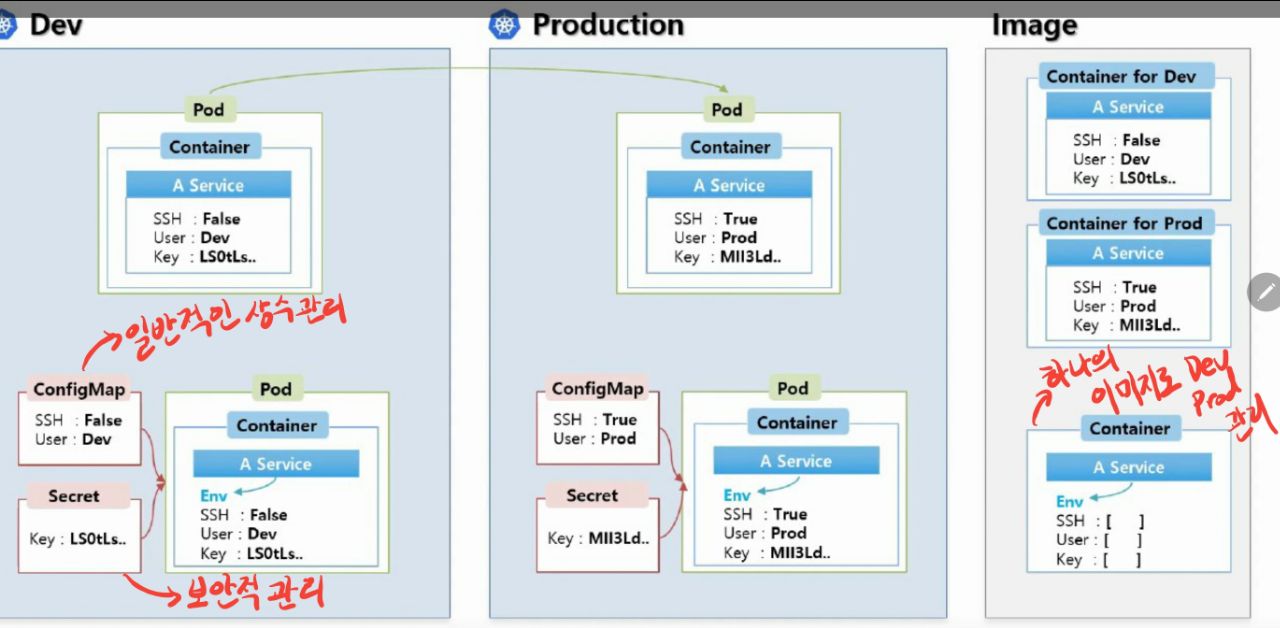 Dev
Pod
Container
A Service
SSH : False
User : Dev
Key : LS0tLs..
일반적인 상수관리
ConfigMap
SSH : False
User : Dev
Secret
Key : LS0tLs..
보안적 관리
Pod
Container
A Service
Env
SSH : False
User : Dev
Key : LS0tLs..
Production
Pod
Container
A Service
SSH : True
User : Prod
Key : MII3Ld..
ConfigMap
SSH : True
User : Prod
Secret
Key : MII3Ld..
Pod
Container
A Service
Env
SSH : True
User : Prod
Key : MII3Ld..
Image
Container for Dev
A Service
SSH : False
User : Dev
Key : LS0tLs..
Container for Prod
A Service
SSH : True
User : Prod
Key : MII3Ld..
하나의
이미지로 Dev
Prod
관리
Container
A Service
Env
SSH : [ ]
User : [ ]
Key : [ ]